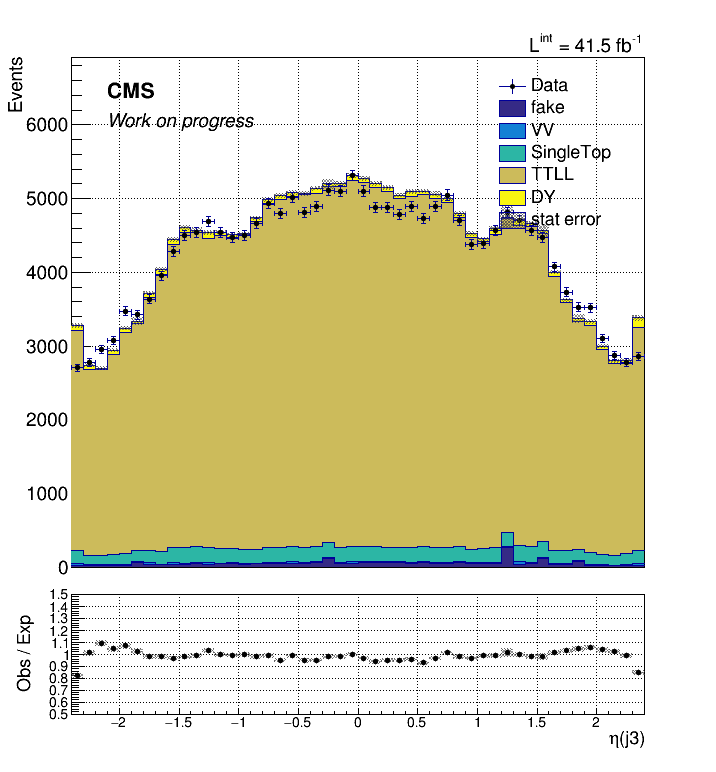 L^int = 41.5 fb^-1
Events
CMS
Work on progress
Data
fake
VV
SingleTop
TTLL
DY
stat error
6000
5000
4000
3000
2000
1000
0
Obs / Exp
1.5
1.4
1.3
1.2
1.1
1
0.9
0.8
0.7
0.6
0.5
−2 −1.5 −1 −0.5 0 0.5 1 1.5 2
η(j3)